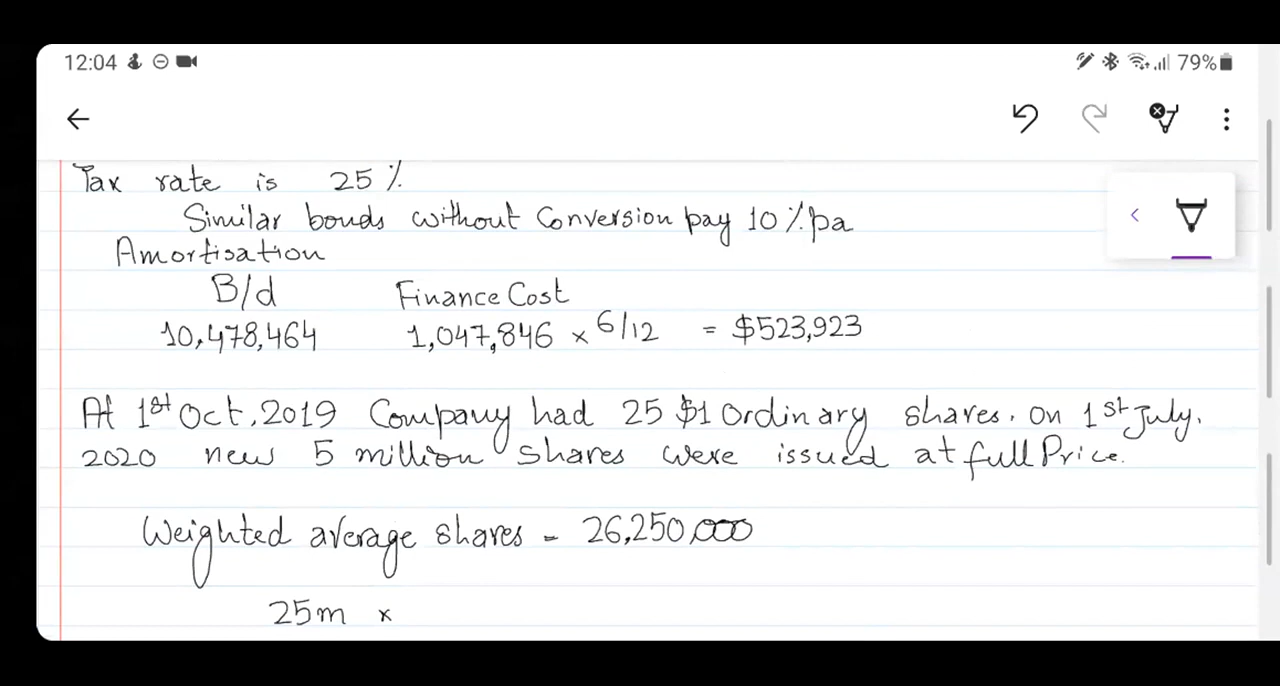 12:04 79%
Tax rate is 25%
Similar bonds without Conversion pay 10%pa
Amortisation
B/d Finance Cost
10,478,464 1,047,846 × 6/12 = $523,923
At 1st Oct, 2019 Company had 25 $1 Ordinary shares. On 1st July,
2020 new 5 million shares were issued at full Price.
Weighted average shares = 26,250,000
25m ×